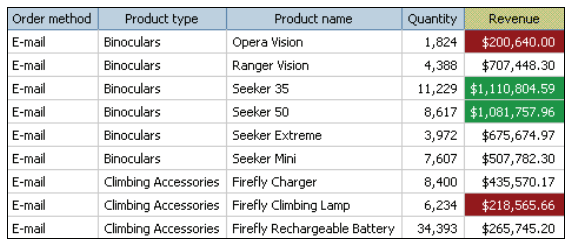 Order method Product type Product name Quantity Revenue
E-mail Binoculars Opera Vision 1,824 $200,640.00
E-mail Binoculars Ranger Vision 4,388 $707,448.30
E-mail Binoculars Seeker 35 11,229 $1,110,804.59
E-mail Binoculars Seeker 50 8,617 $1,081,757.96
E-mail Binoculars Seeker Extreme 3,972 $675,674.97
E-mail Binoculars Seeker Mini 7,607 $507,782.30
E-mail Climbing Accessories Firefly Charger 8,400 $435,570.17
E-mail Climbing Accessories Firefly Climbing Lamp 6,234 $218,565.66
E-mail Climbing Accessories Firefly Rechargeable Battery 34,393 $265,745.20